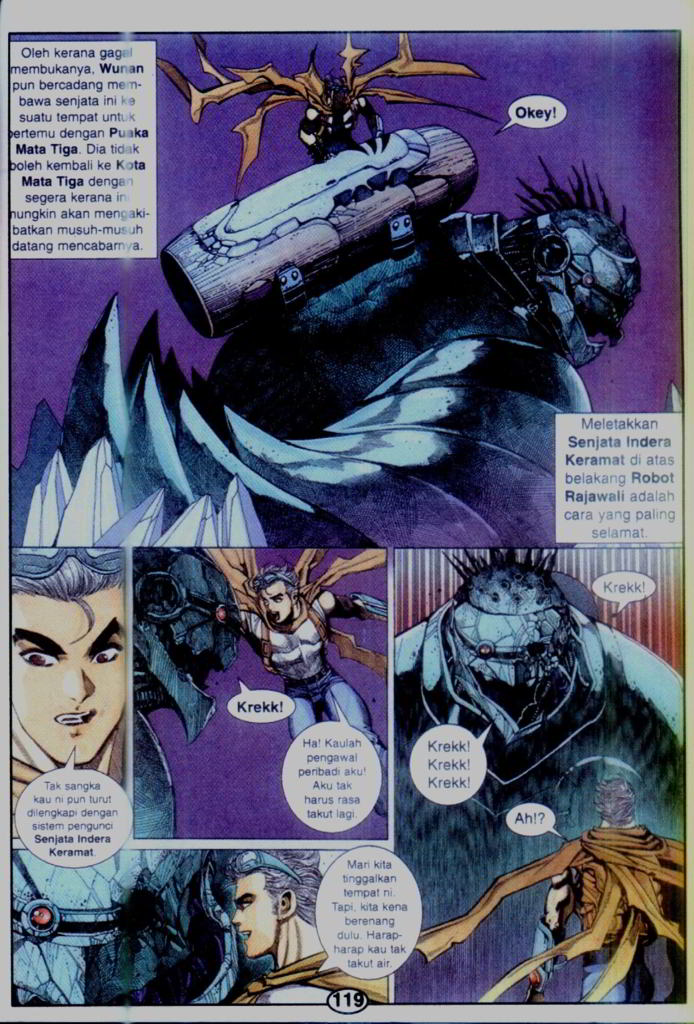 Oleh kerana gagal
membukanya, Wunan
pun bercadang mem-
bawa senjata ini ke
suatu tempat untuk
bertemu dengan Puaka
Mata Tiga. Dia tidak
boleh kembali ke Kota
Mata Tiga dengan
segera kerana ini
mungkin akan mengaki-
batkan musuh-musuh
datang mencabarnya.
Okey!
Meletakkan
Senjata Indera
Keramat di atas
belakang Robot
Rajawali adalah
cara yang paling
selamat.
Tak sangka
kau ni pun turut
dilengkapi dengan
sistem pengunci
Senjata Indera
Keramat.
Krekk!
Ha! Kaulah
pengawal
peribadi aku!
Aku tak
harus rasa
takut lagi.
Krekk!
Krekk!
Krekk!
Krekk!
Ah!?
Mari kita
tinggalkan
tempat ni.
Tapi, kita kena
berenang
dulu. Harap-
harap kau tak
takut air.
119